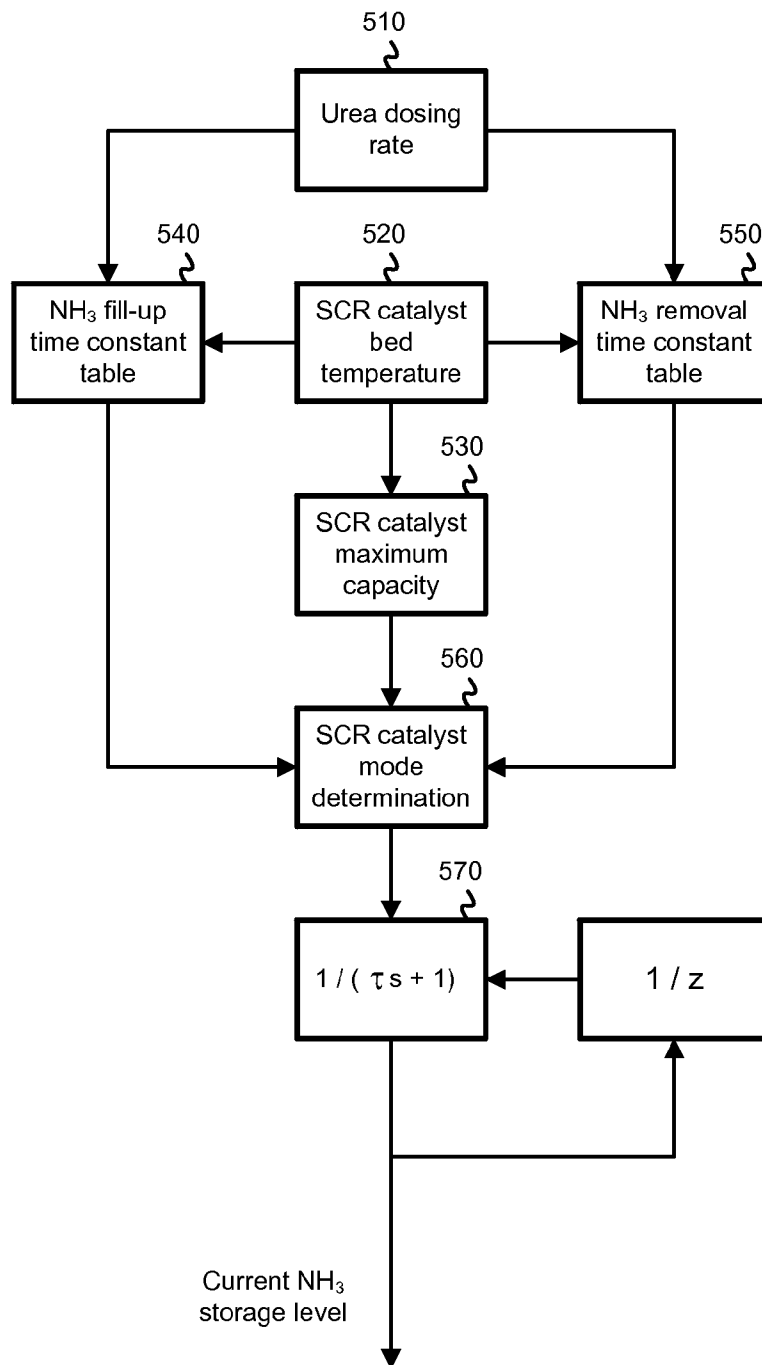 510
Urea dosing
rate
540
520
550
NH₃ fill-up
time constant
table
SCR catalyst
bed
temperature
NH₃ removal
time constant
table
530
SCR catalyst
maximum
capacity
560
SCR catalyst
mode
determination
570
1 / ( τs + 1)
1 / z
Current NH₃
storage level